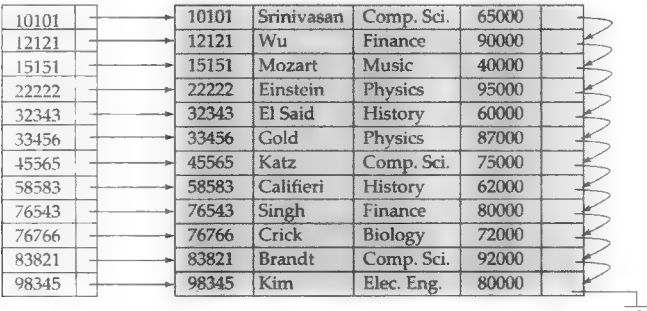 10101 10101 Srinivasan Comp. Sci. 65000
12121 12121 Wu Finance 90000
15151 15151 Mozart Music 40000
22222 22222 Einstein Physics 95000
32343 32343 El Said History 60000
33456 33456 Gold Physics 87000
45565 45565 Katz Comp. Sci. 75000
58583 58583 Califieri History 62000
76543 76543 Singh Finance 80000
76766 76766 Crick Biology 72000
83821 83821 Brandt Comp. Sci. 92000
98345 98345 Kim Elec. Eng. 80000